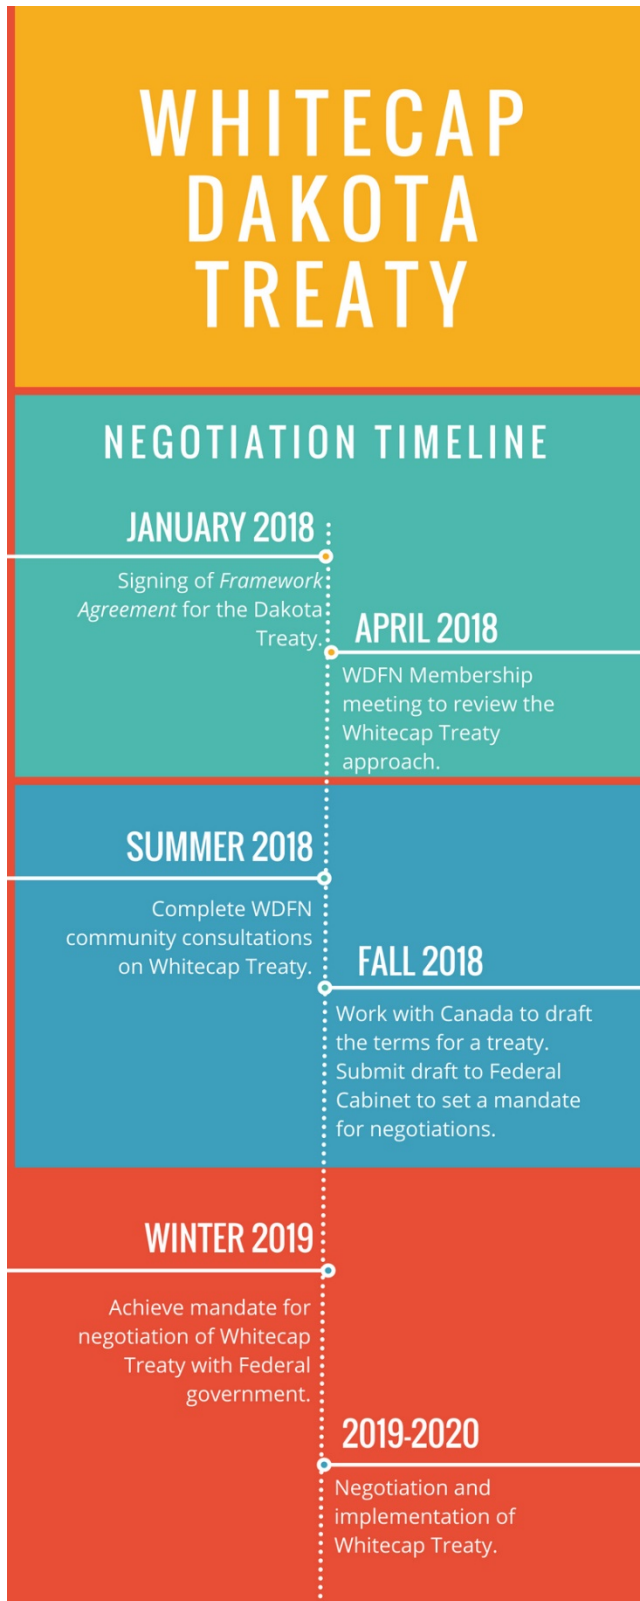 WHITECAP
DAKOTA
TREATY
NEGOTIATION TIMELINE
JANUARY 2018
Signing of Framework
Agreement for the Dakota
Treaty.
APRIL 2018
WDFN Membership
meeting to review the
Whitecap Treaty
approach.
SUMMER 2018
Complete WDFN
community consultations
on Whitecap Treaty.
FALL 2018
Work with Canada to draft
the terms for a treaty.
Submit draft to Federal
Cabinet to set a mandate
for negotiations.
WINTER 2019
Achieve mandate for
negotiation of Whitecap
Treaty with Federal
government.
2019-2020
Negotiation and
implementation of
Whitecap Treaty.